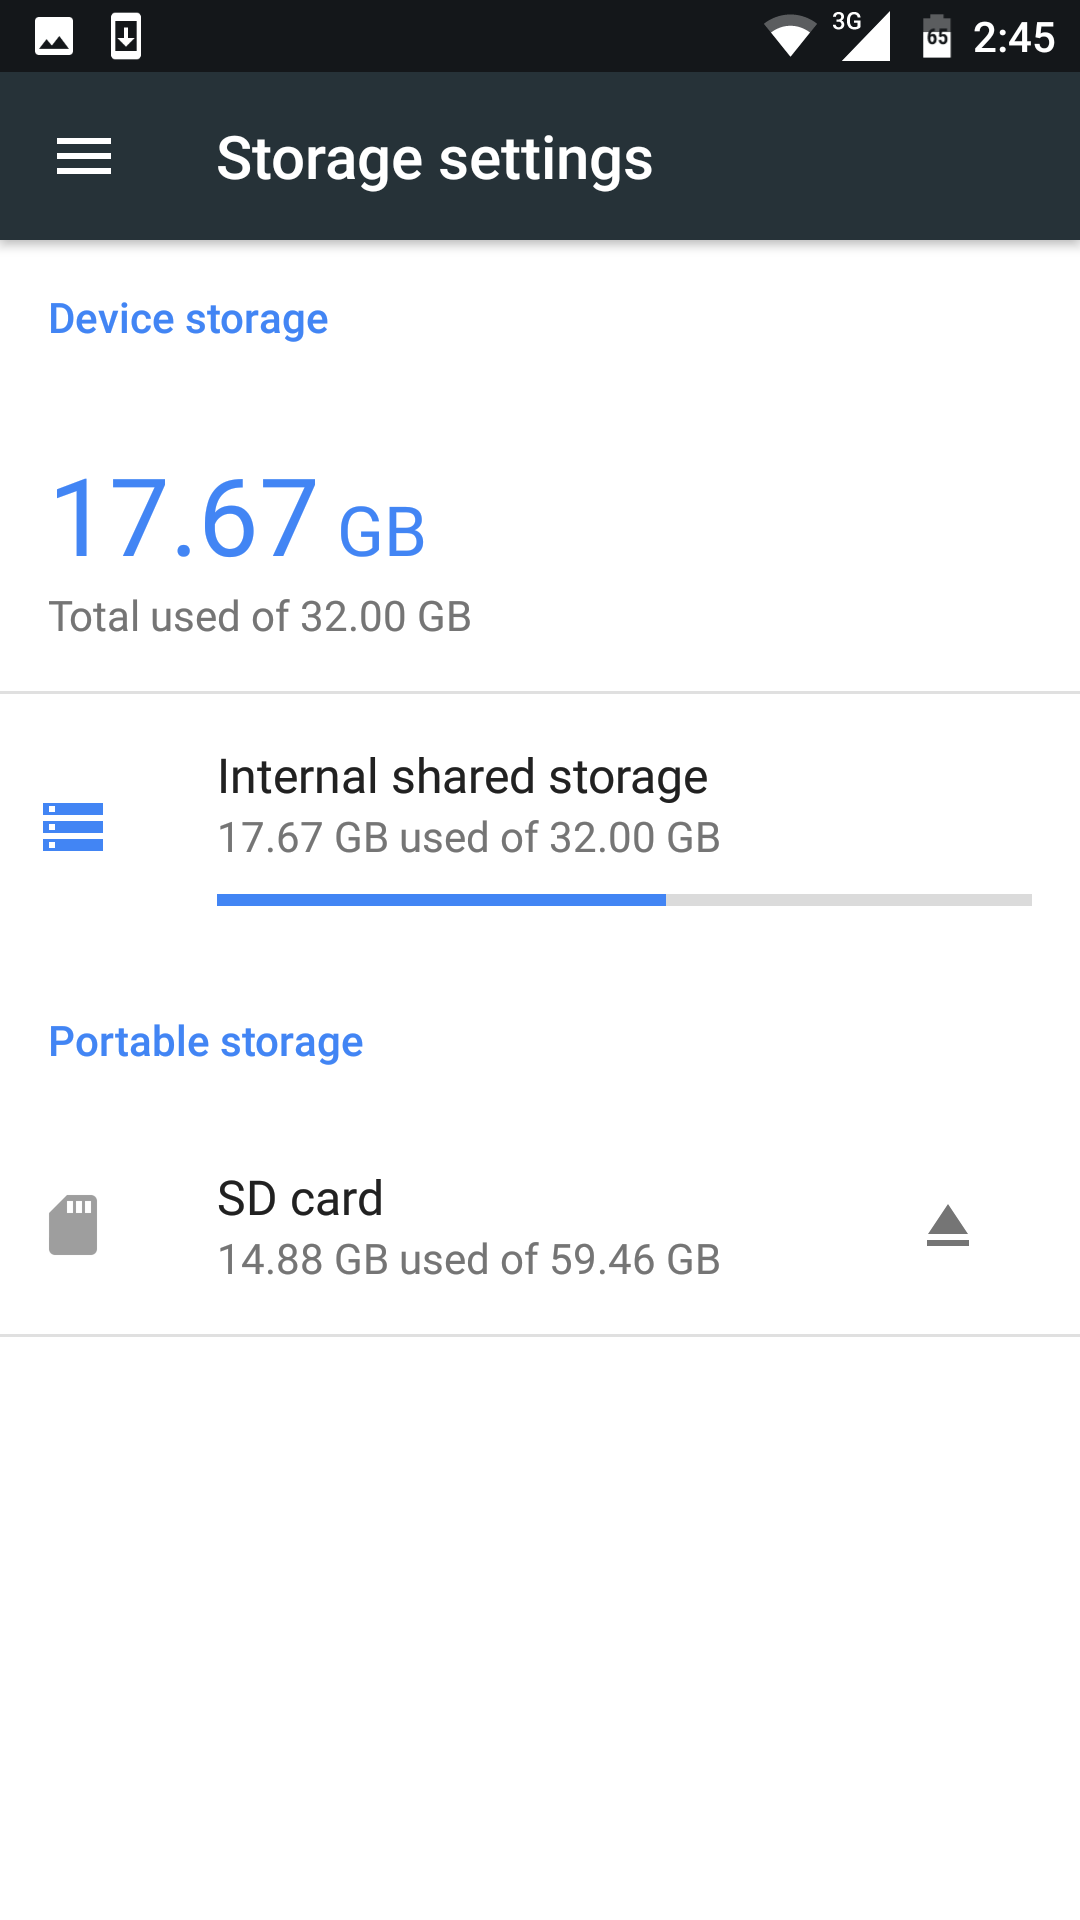 3G 65 2:45
Storage settings
Device storage
17.67 GB
Total used of 32.00 GB
Internal shared storage
17.67 GB used of 32.00 GB
Portable storage
SD card
14.88 GB used of 59.46 GB